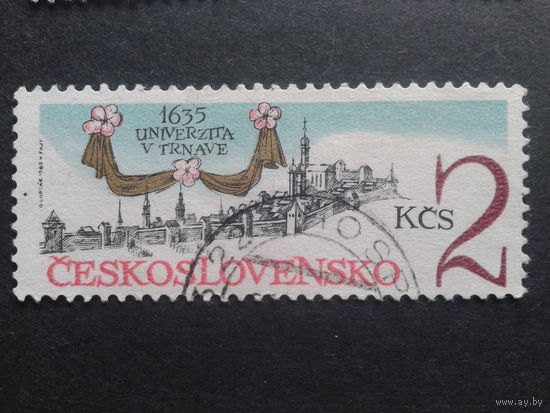 1635
UNIVERZITA
V TRNAVE
KČS 2
ČESKOSLOVENSKO
www.ay.by